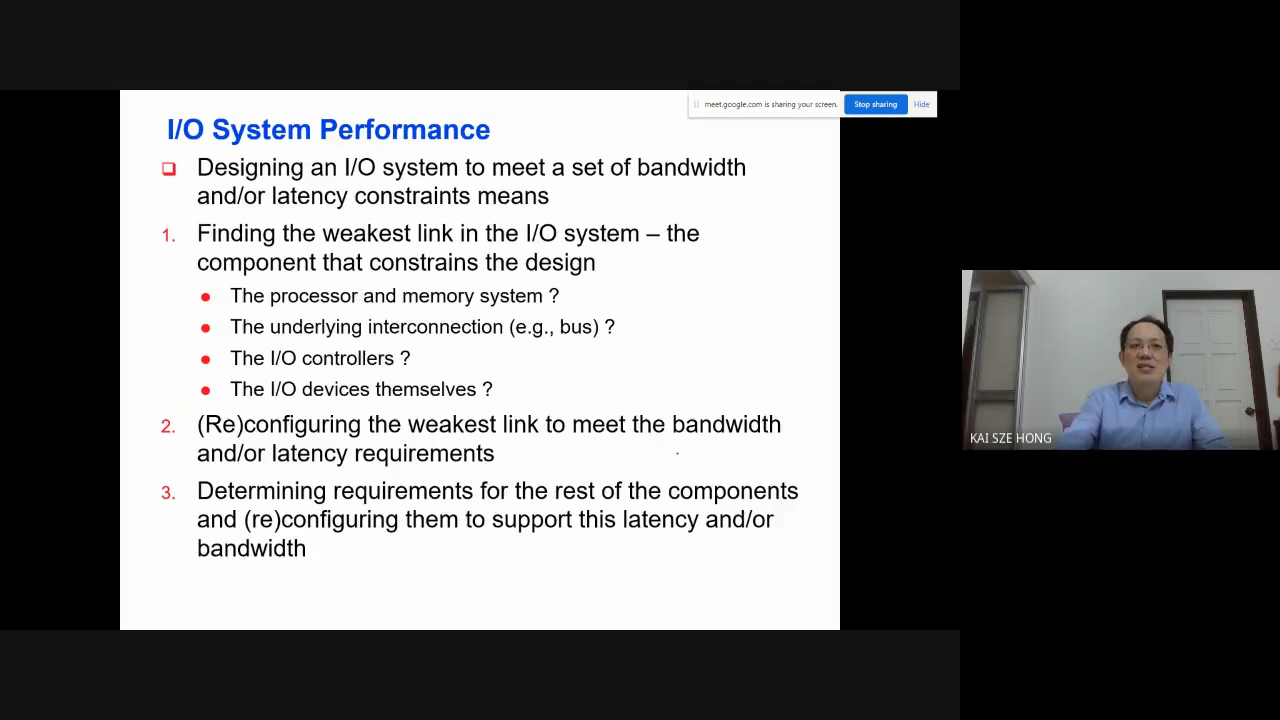 meet.google.com is sharing your screen.
Stop sharing
Hide
I/O System Performance
Designing an I/O system to meet a set of bandwidth
and/or latency constraints means
1. Finding the weakest link in the I/O system – the
component that constrains the design
The processor and memory system ?
The underlying interconnection (e.g., bus) ?
The I/O controllers ?
The I/O devices themselves ?
2. (Re)configuring the weakest link to meet the bandwidth
and/or latency requirements
3. Determining requirements for the rest of the components
and (re)configuring them to support this latency and/or
bandwidth
KAI SZE HONG